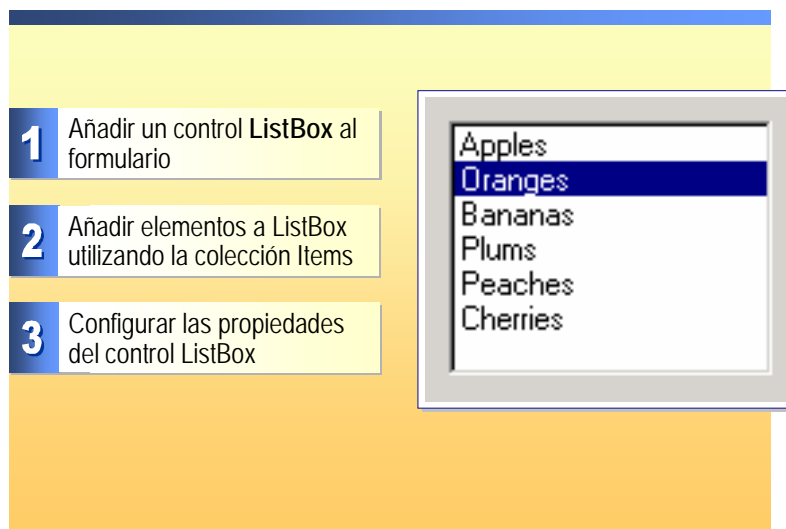 1
Añadir un control ListBox al
formulario
2
Añadir elementos a ListBox
utilizando la colección Items
3
Configurar las propiedades
del control ListBox
Apples
Oranges
Bananas
Plums
Peaches
Cherries